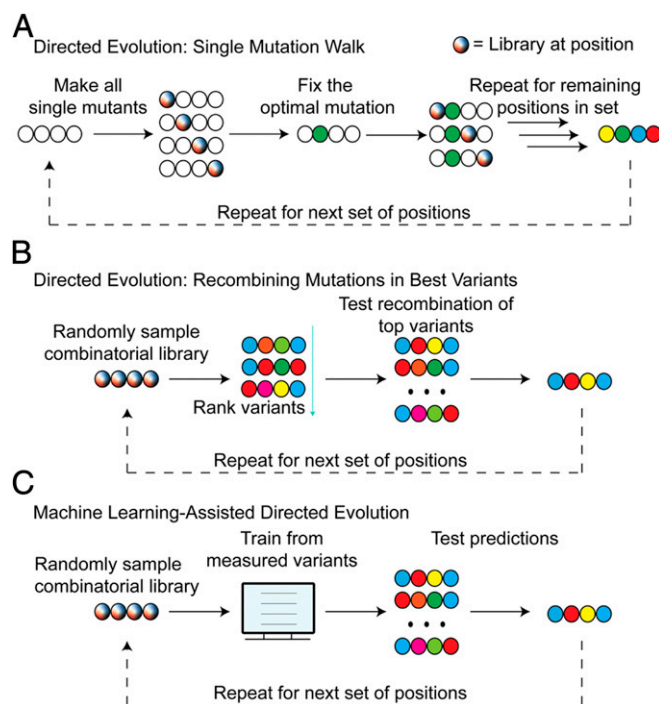 A
Directed Evolution: Single Mutation Walk
= Library at position
Make all
single mutants
Fix the
optimal mutation
Repeat for remaining
positions in set
Repeat for next set of positions
B
Directed Evolution: Recombining Mutations in Best Variants
Randomly sample
combinatorial library
Rank variants
Test recombination of
top variants
Repeat for next set of positions
C
Machine Learning-Assisted Directed Evolution
Randomly sample
combinatorial library
Train from
measured variants
Test predictions
Repeat for next set of positions